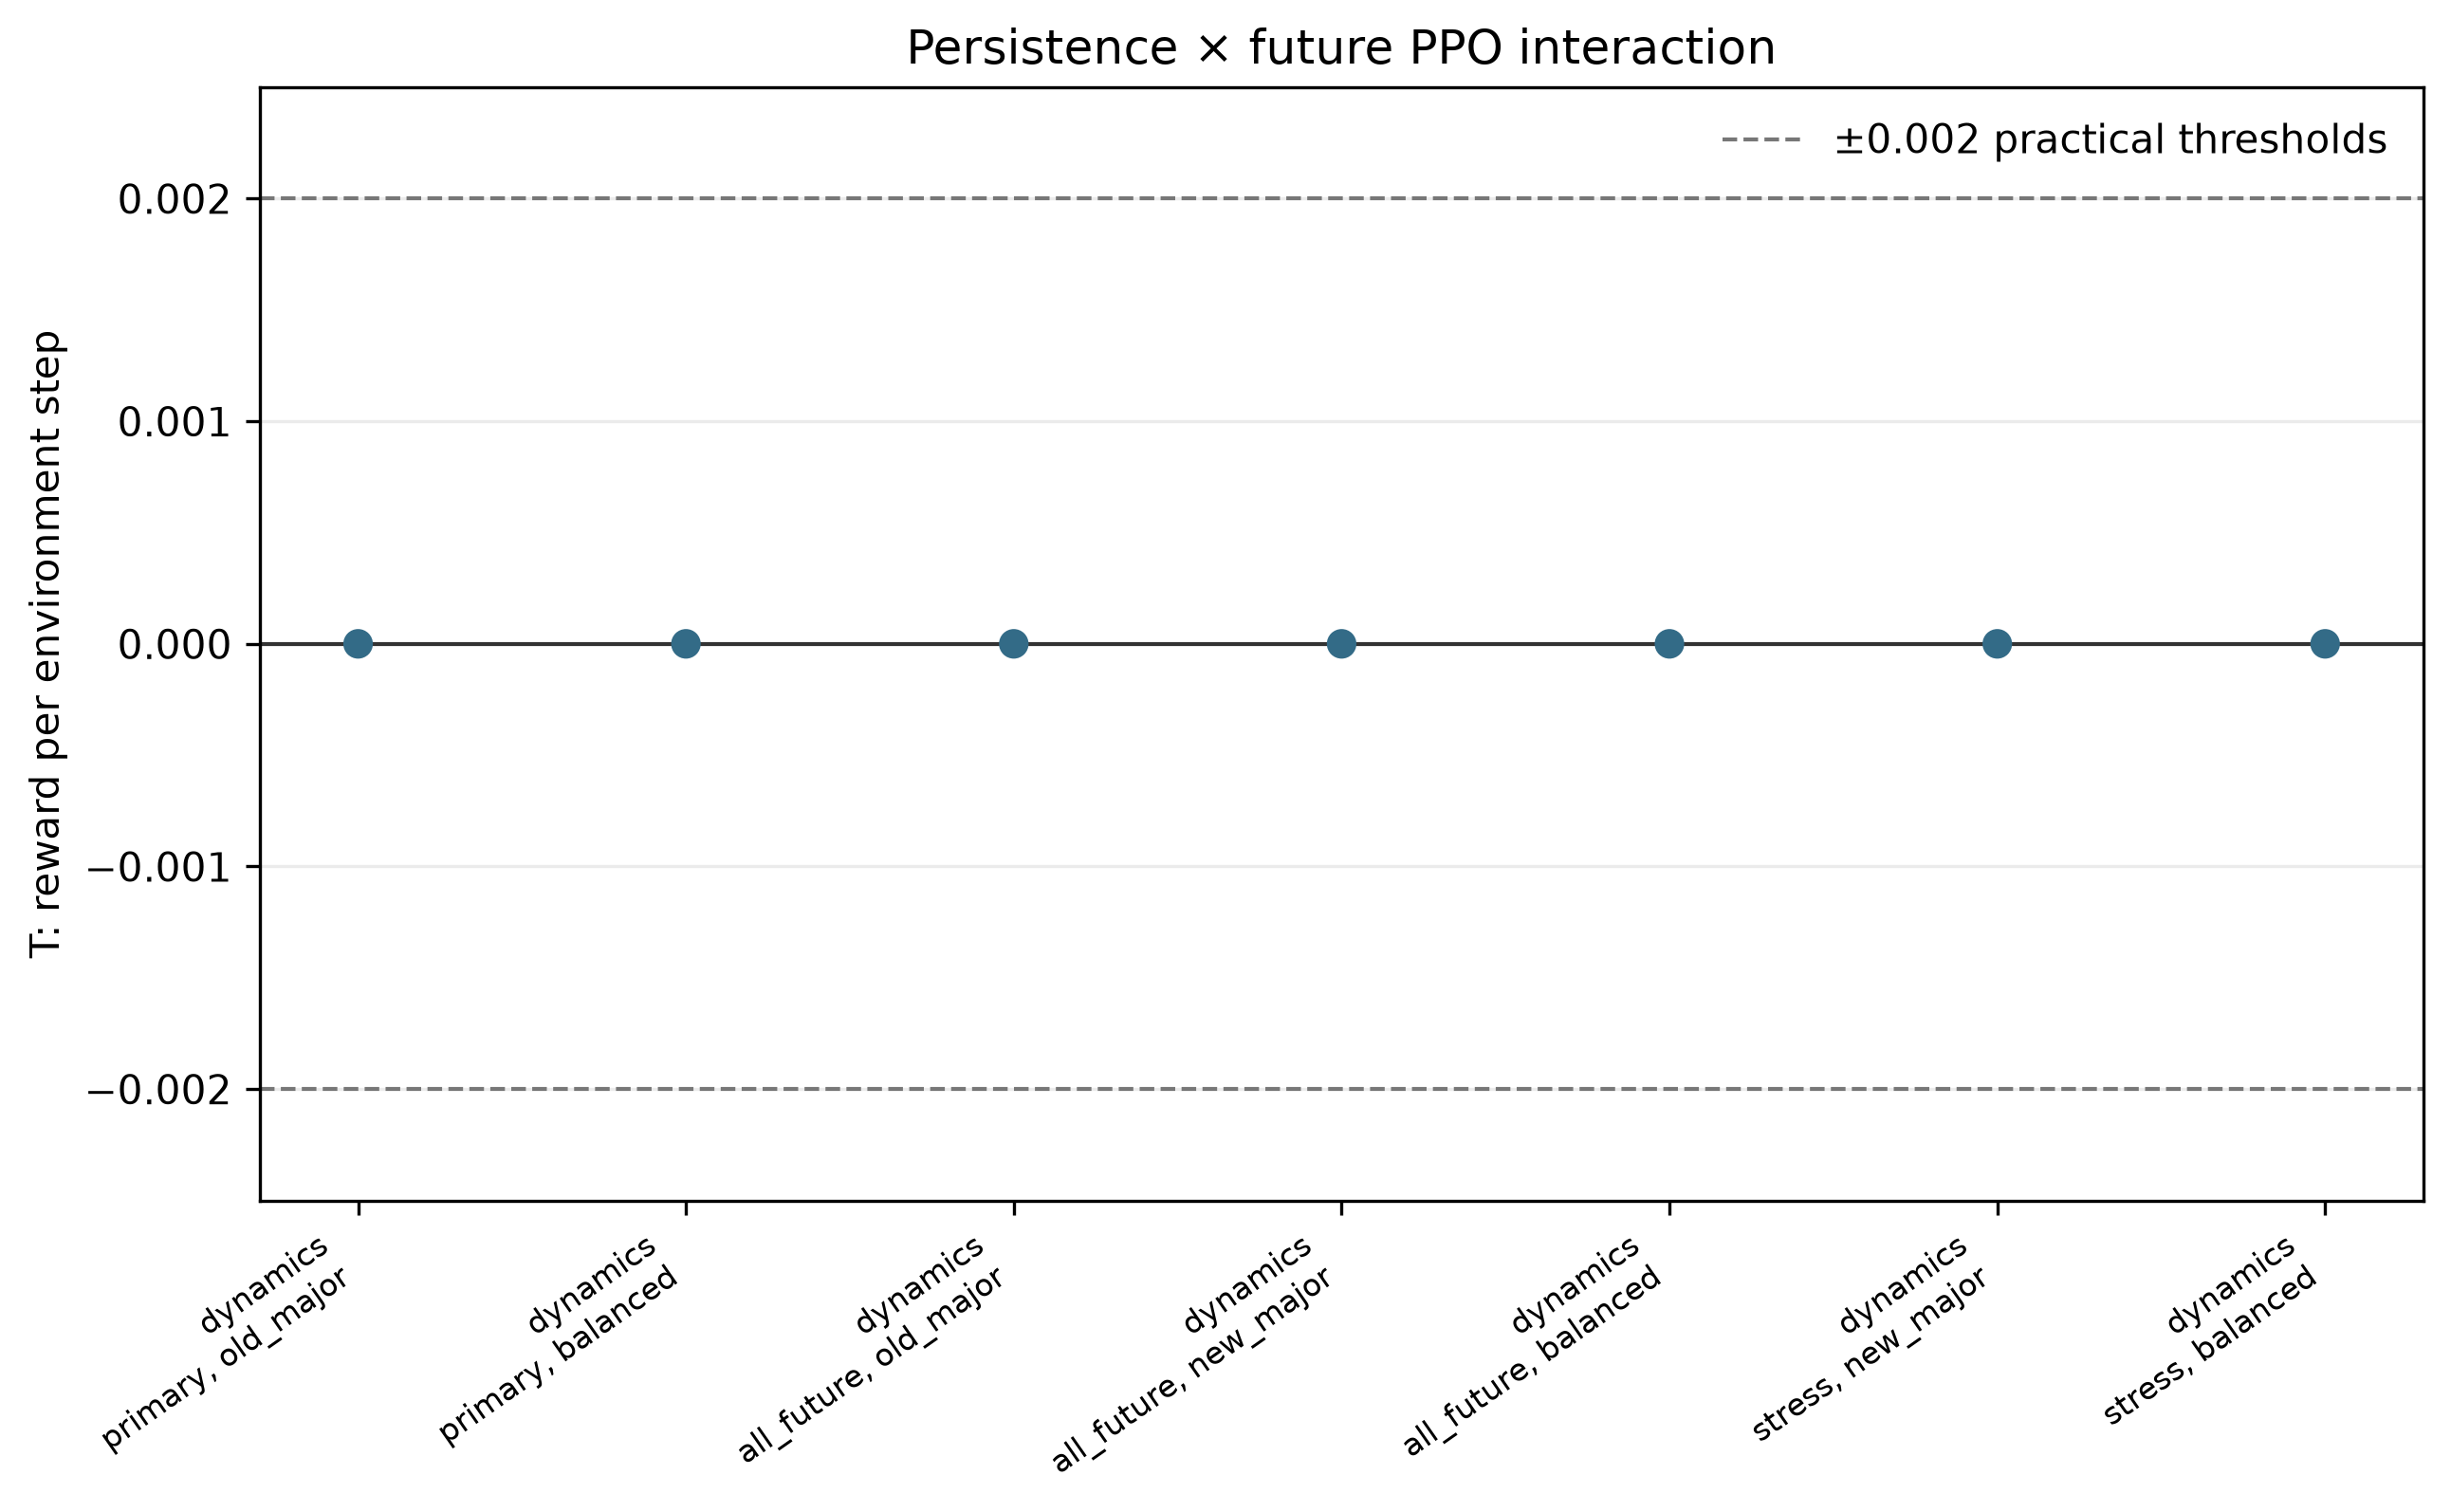 Persistence × future PPO interaction
±0.002 practical thresholds
T: reward per environment step
0.002
0.001
0.000
−0.001
−0.002
dynamics
primary, old_major
dynamics
primary, balanced
dynamics
all_future, old_major
dynamics
all_future, new_major
dynamics
all_future, balanced
dynamics
stress, new_major
dynamics
stress, balanced